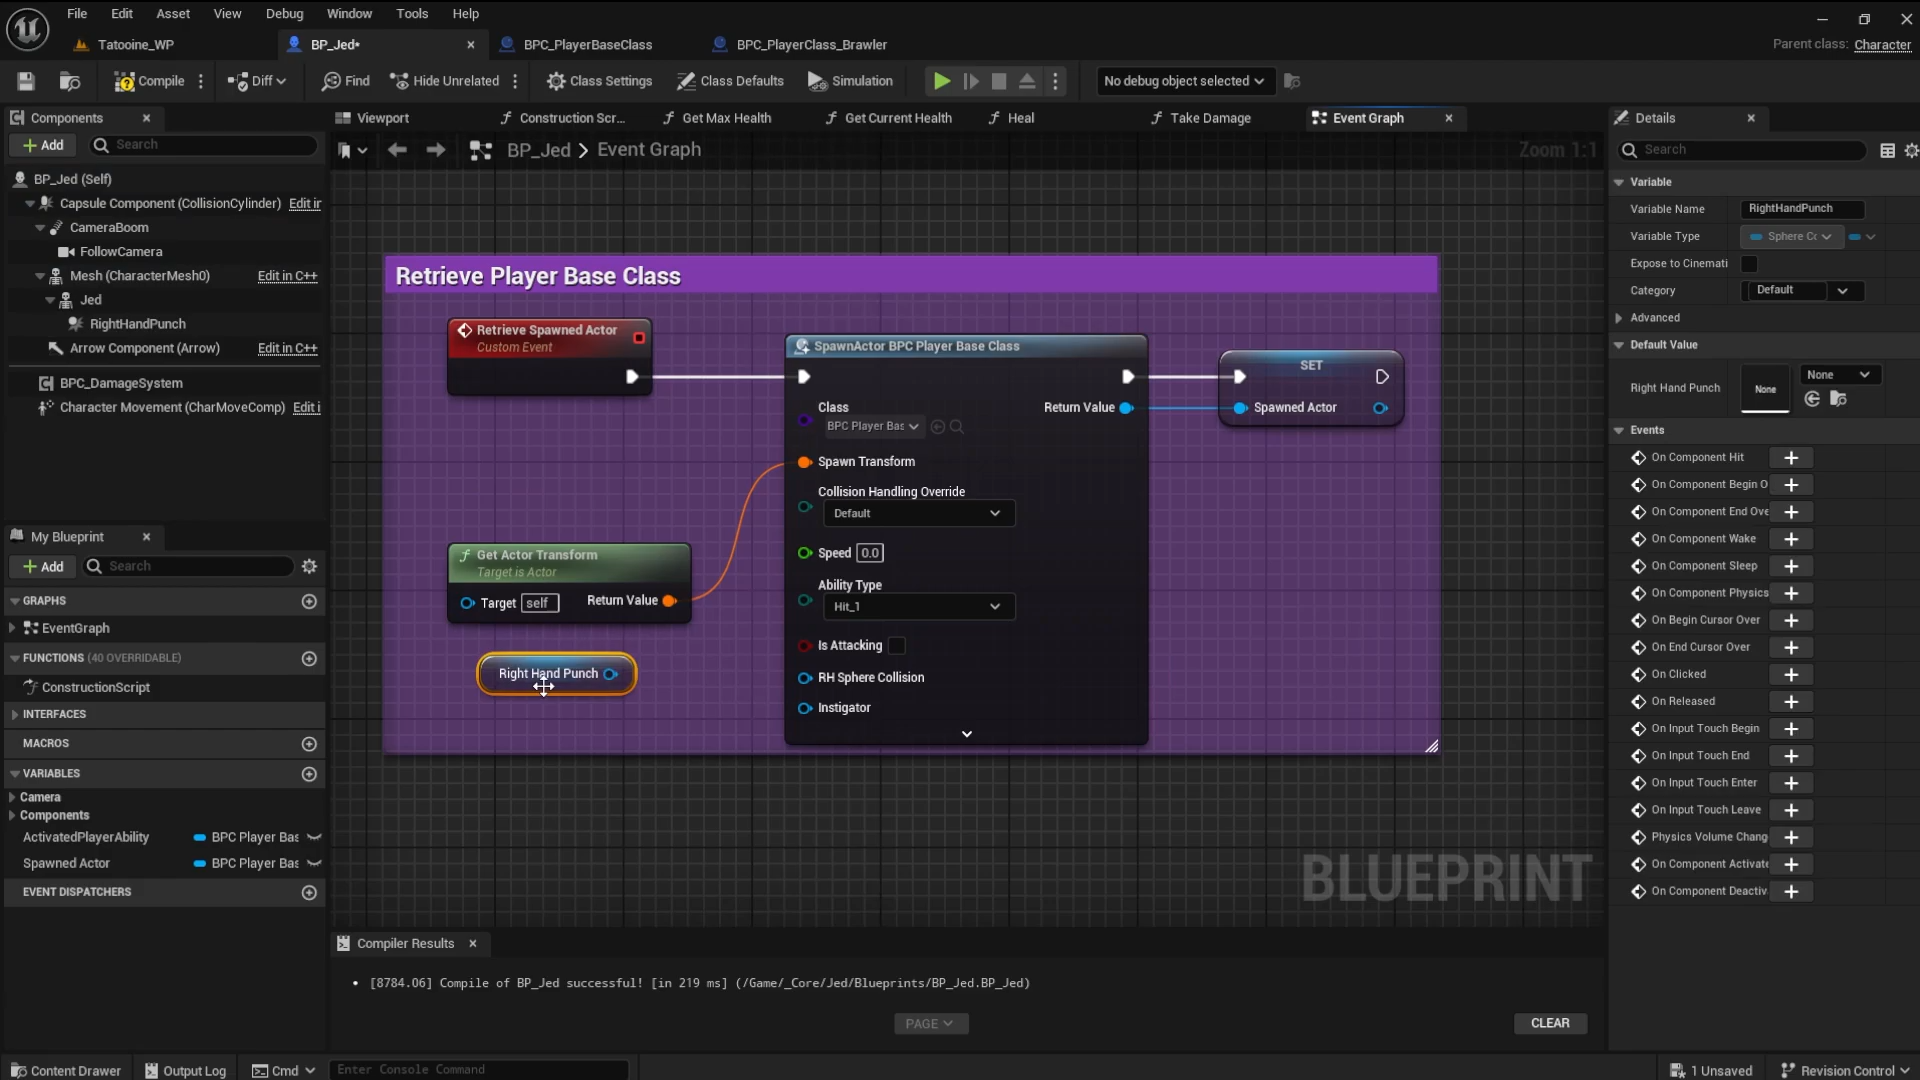 File Edit Asset View Debug Window Tools Help
Tatooine_WP
BP_Jed*
BPC_PlayerBaseClass
BPC_PlayerClass_Brawler
Parent class: Character
Compile
Diff
Find
Hide Unrelated
Class Settings
Class Defaults
Simulation
No debug object selected
Components
Add
Search
BP_Jed (Self)
Capsule Component (CollisionCylinder) Edit in
CameraBoom
FollowCamera
Mesh (CharacterMesh0) Edit in C++
Jed
RightHandPunch
Arrow Component (Arrow) Edit in C++
BPC_DamageSystem
Character Movement (CharMoveComp) Edit i
My Blueprint
Add
Search
GRAPHS
EventGraph
FUNCTIONS (40 OVERRIDABLE)
ConstructionScript
INTERFACES
MACROS
VARIABLES
Camera
Components
ActivatedPlayerAbility BPC Player Bas
Spawned Actor BPC Player Bas
EVENT DISPATCHERS
Viewport
Construction Scr...
Get Max Health
Get Current Health
Heal
Take Damage
Event Graph
BP_Jed > Event Graph
Zoom 1:1
Retrieve Player Base Class
Retrieve Spawned Actor
Custom Event
SpawnActor BPC Player Base Class
Class
BPC Player Bas
Return Value
Spawn Transform
Collision Handling Override
Default
Speed 0.0
Ability Type
Hit_1
Is Attacking
RH Sphere Collision
Instigator
SET
Spawned Actor
Get Actor Transform
Target is Actor
Target self
Return Value
Right Hand Punch
BLUEPRINT
Compiler Results
• [8784.06] Compile of BP_Jed successful! [in 219 ms] (/Game/_Core/Jed/Blueprints/BP_Jed.BP_Jed)
PAGE
CLEAR
Details
Search
Variable
Variable Name RightHandPunch
Variable Type Sphere Cc
Expose to Cinemati
Category Default
Advanced
Default Value
Right Hand Punch None None
Events
On Component Hit
On Component Begin O
On Component End Ove
On Component Wake
On Component Sleep
On Component Physics
On Begin Cursor Over
On End Cursor Over
On Clicked
On Released
On Input Touch Begin
On Input Touch End
On Input Touch Enter
On Input Touch Leave
Physics Volume Chang
On Component Activate
On Component Deactiv
Content Drawer
Output Log
Cmd
Enter Console Command
1 Unsaved
Revision Control